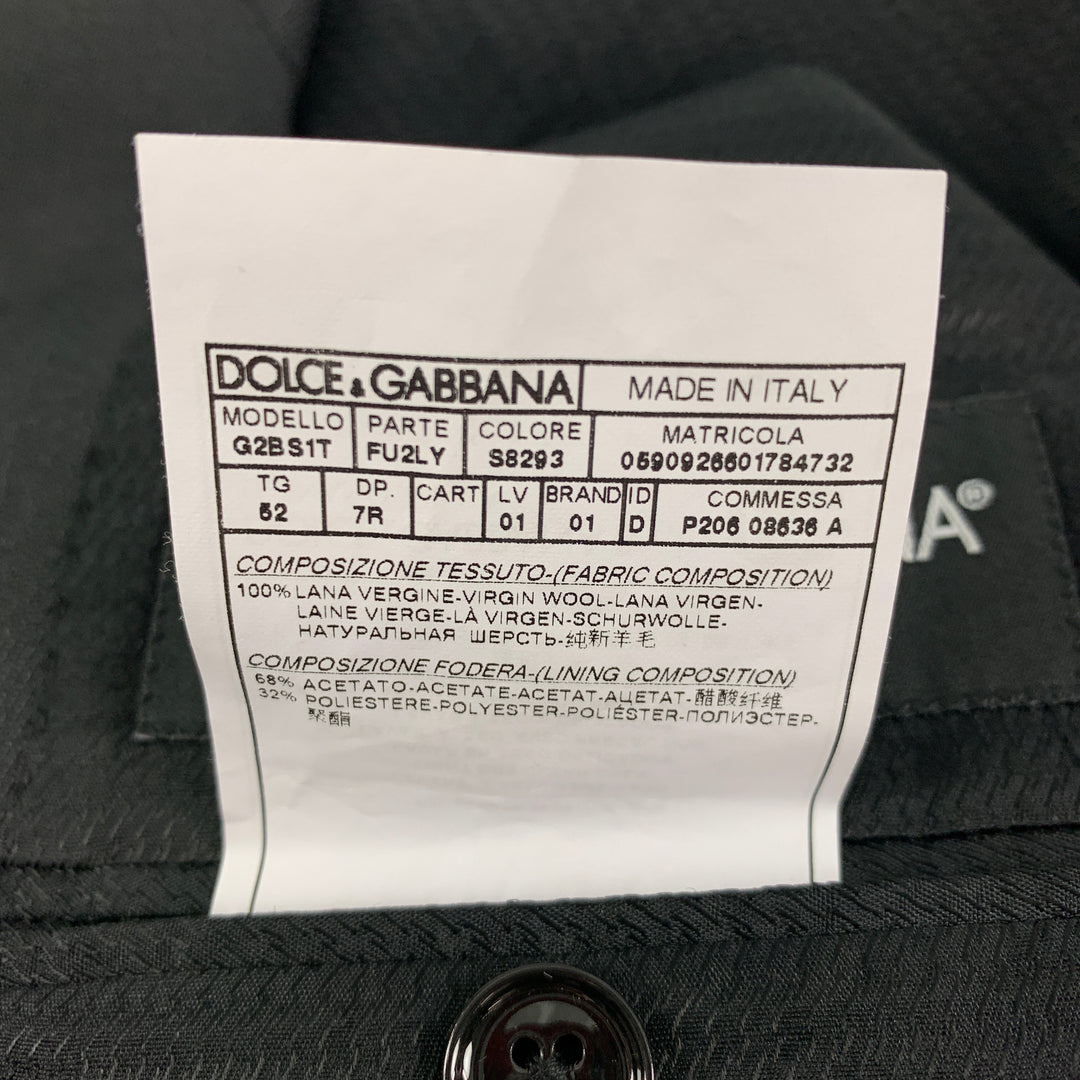 DOLCE & GABBANA MADE IN ITALY
MODELLO PARTE COLORE MATRICOLA
G2BS1T FU2LY S8293 0590926601784732
TG DP. CART LV BRAND ID COMMESSA
52 7R 01 01 D P206 08636 A
COMPOSIZIONE TESSUTO-(FABRIC COMPOSITION)
100% LANA VERGINE-VIRGIN WOOL-LANA VIRGEN-
LAINE VIERGE-LÀ VIRGEN-SCHURWOLLE-
НАТУРАЛЬНАЯ ШЕРСТЬ-纯新羊毛
COMPOSIZIONE FODERA-(LINING COMPOSITION)
68% ACETATO-ACETATE-ACETAT-АЦЕТАТ-醋酸纤维
32% POLIESTERE-POLYESTER-POLIÉSTER-ПОЛИЭСТЕР-
聚酯
NA®